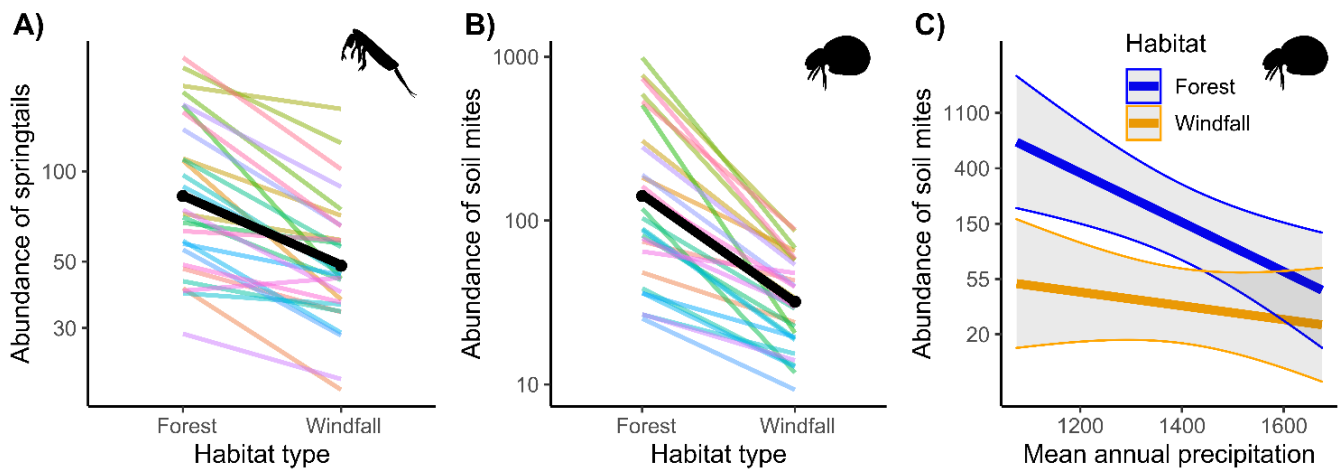 A)
Abundance of springtails
100
50
30
Forest
Windfall
Habitat type
B)
Abundance of soil mites
1000
100
10
Forest
Windfall
Habitat type
C)
Abundance of soil mites
Habitat
Forest
Windfall
1100
400
150
55
20
1200
1400
1600
Mean annual precipitation